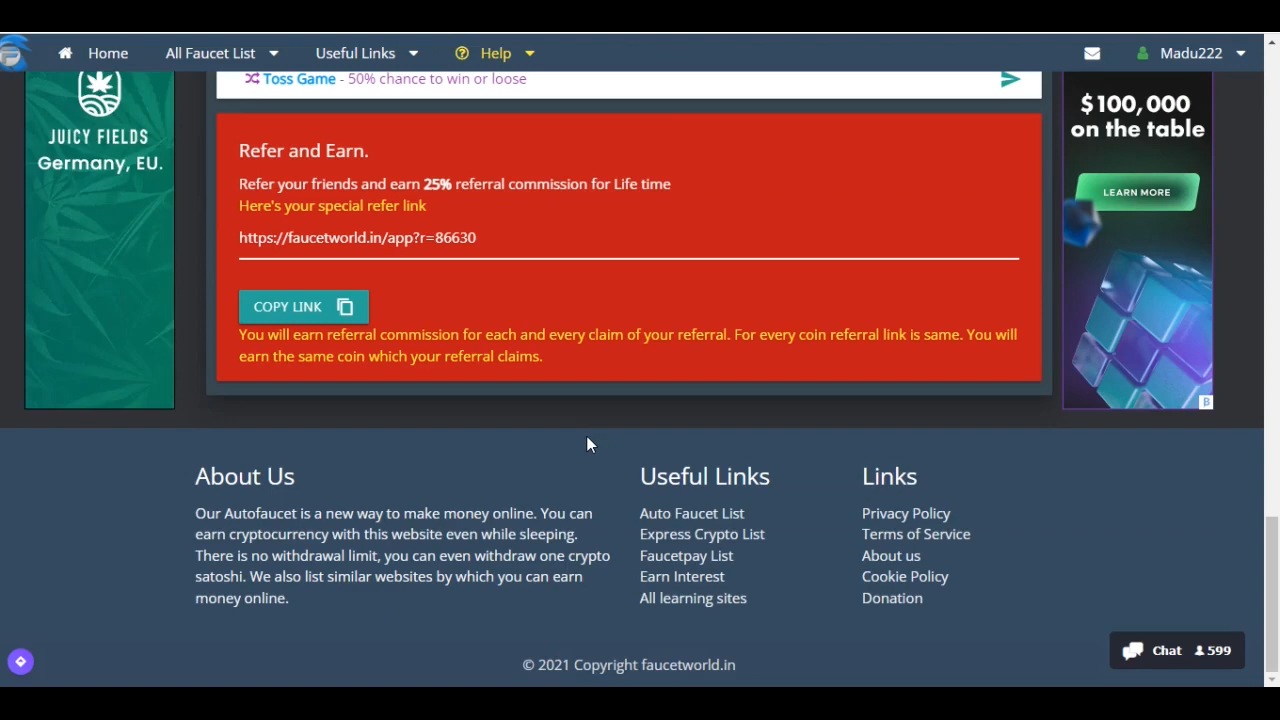 Home
All Faucet List
Useful Links
Help
Madu222
Toss Game - 50% chance to win or loose
JUICY FIELDS
Germany, EU.
$100,000
on the table
LEARN MORE
Refer and Earn.
Refer your friends and earn 25% referral commission for Life time
Here's your special refer link
https://faucetworld.in/app?r=86630
COPY LINK
You will earn referral commission for each and every claim of your referral. For every coin referral link is same. You will
earn the same coin which your referral claims.
About Us
Our Autofaucet is a new way to make money online. You can
earn cryptocurrency with this website even while sleeping.
There is no withdrawal limit, you can even withdraw one crypto
satoshi. We also list similar websites by which you can earn
money online.
Useful Links
Auto Faucet List
Express Crypto List
Faucetpay List
Earn Interest
All learning sites
Links
Privacy Policy
Terms of Service
About us
Cookie Policy
Donation
Chat 599
© 2021 Copyright faucetworld.in